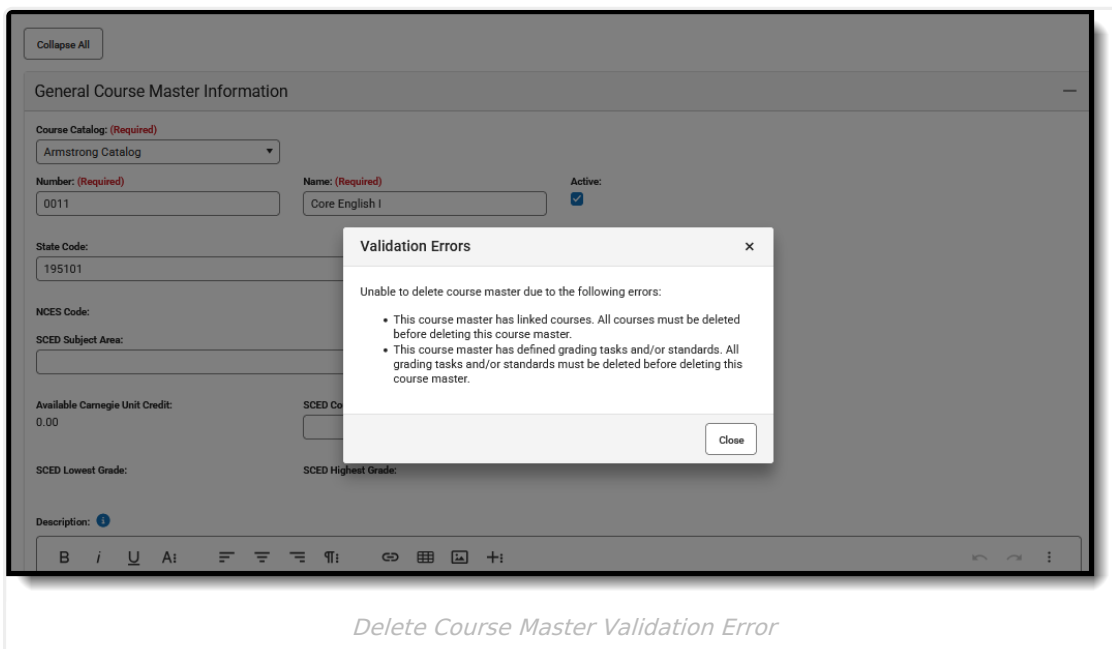 Collapse All
General Course Master Information
Course Catalog: (Required)
Armstrong Catalog
Number: (Required) Name: (Required) Active:
0011 Core English I
State Code:
195101
NCES Code:
SCED Subject Area:
Available Carnegie Unit Credit: SCED Co
0.00
SCED Lowest Grade: SCED Highest Grade:
Description:
Validation Errors
Unable to delete course master due to the following errors:
• This course master has linked courses. All courses must be deleted
before deleting this course master.
• This course master has defined grading tasks and/or standards. All
grading tasks and/or standards must be deleted before deleting this
course master.
Close
Delete Course Master Validation Error